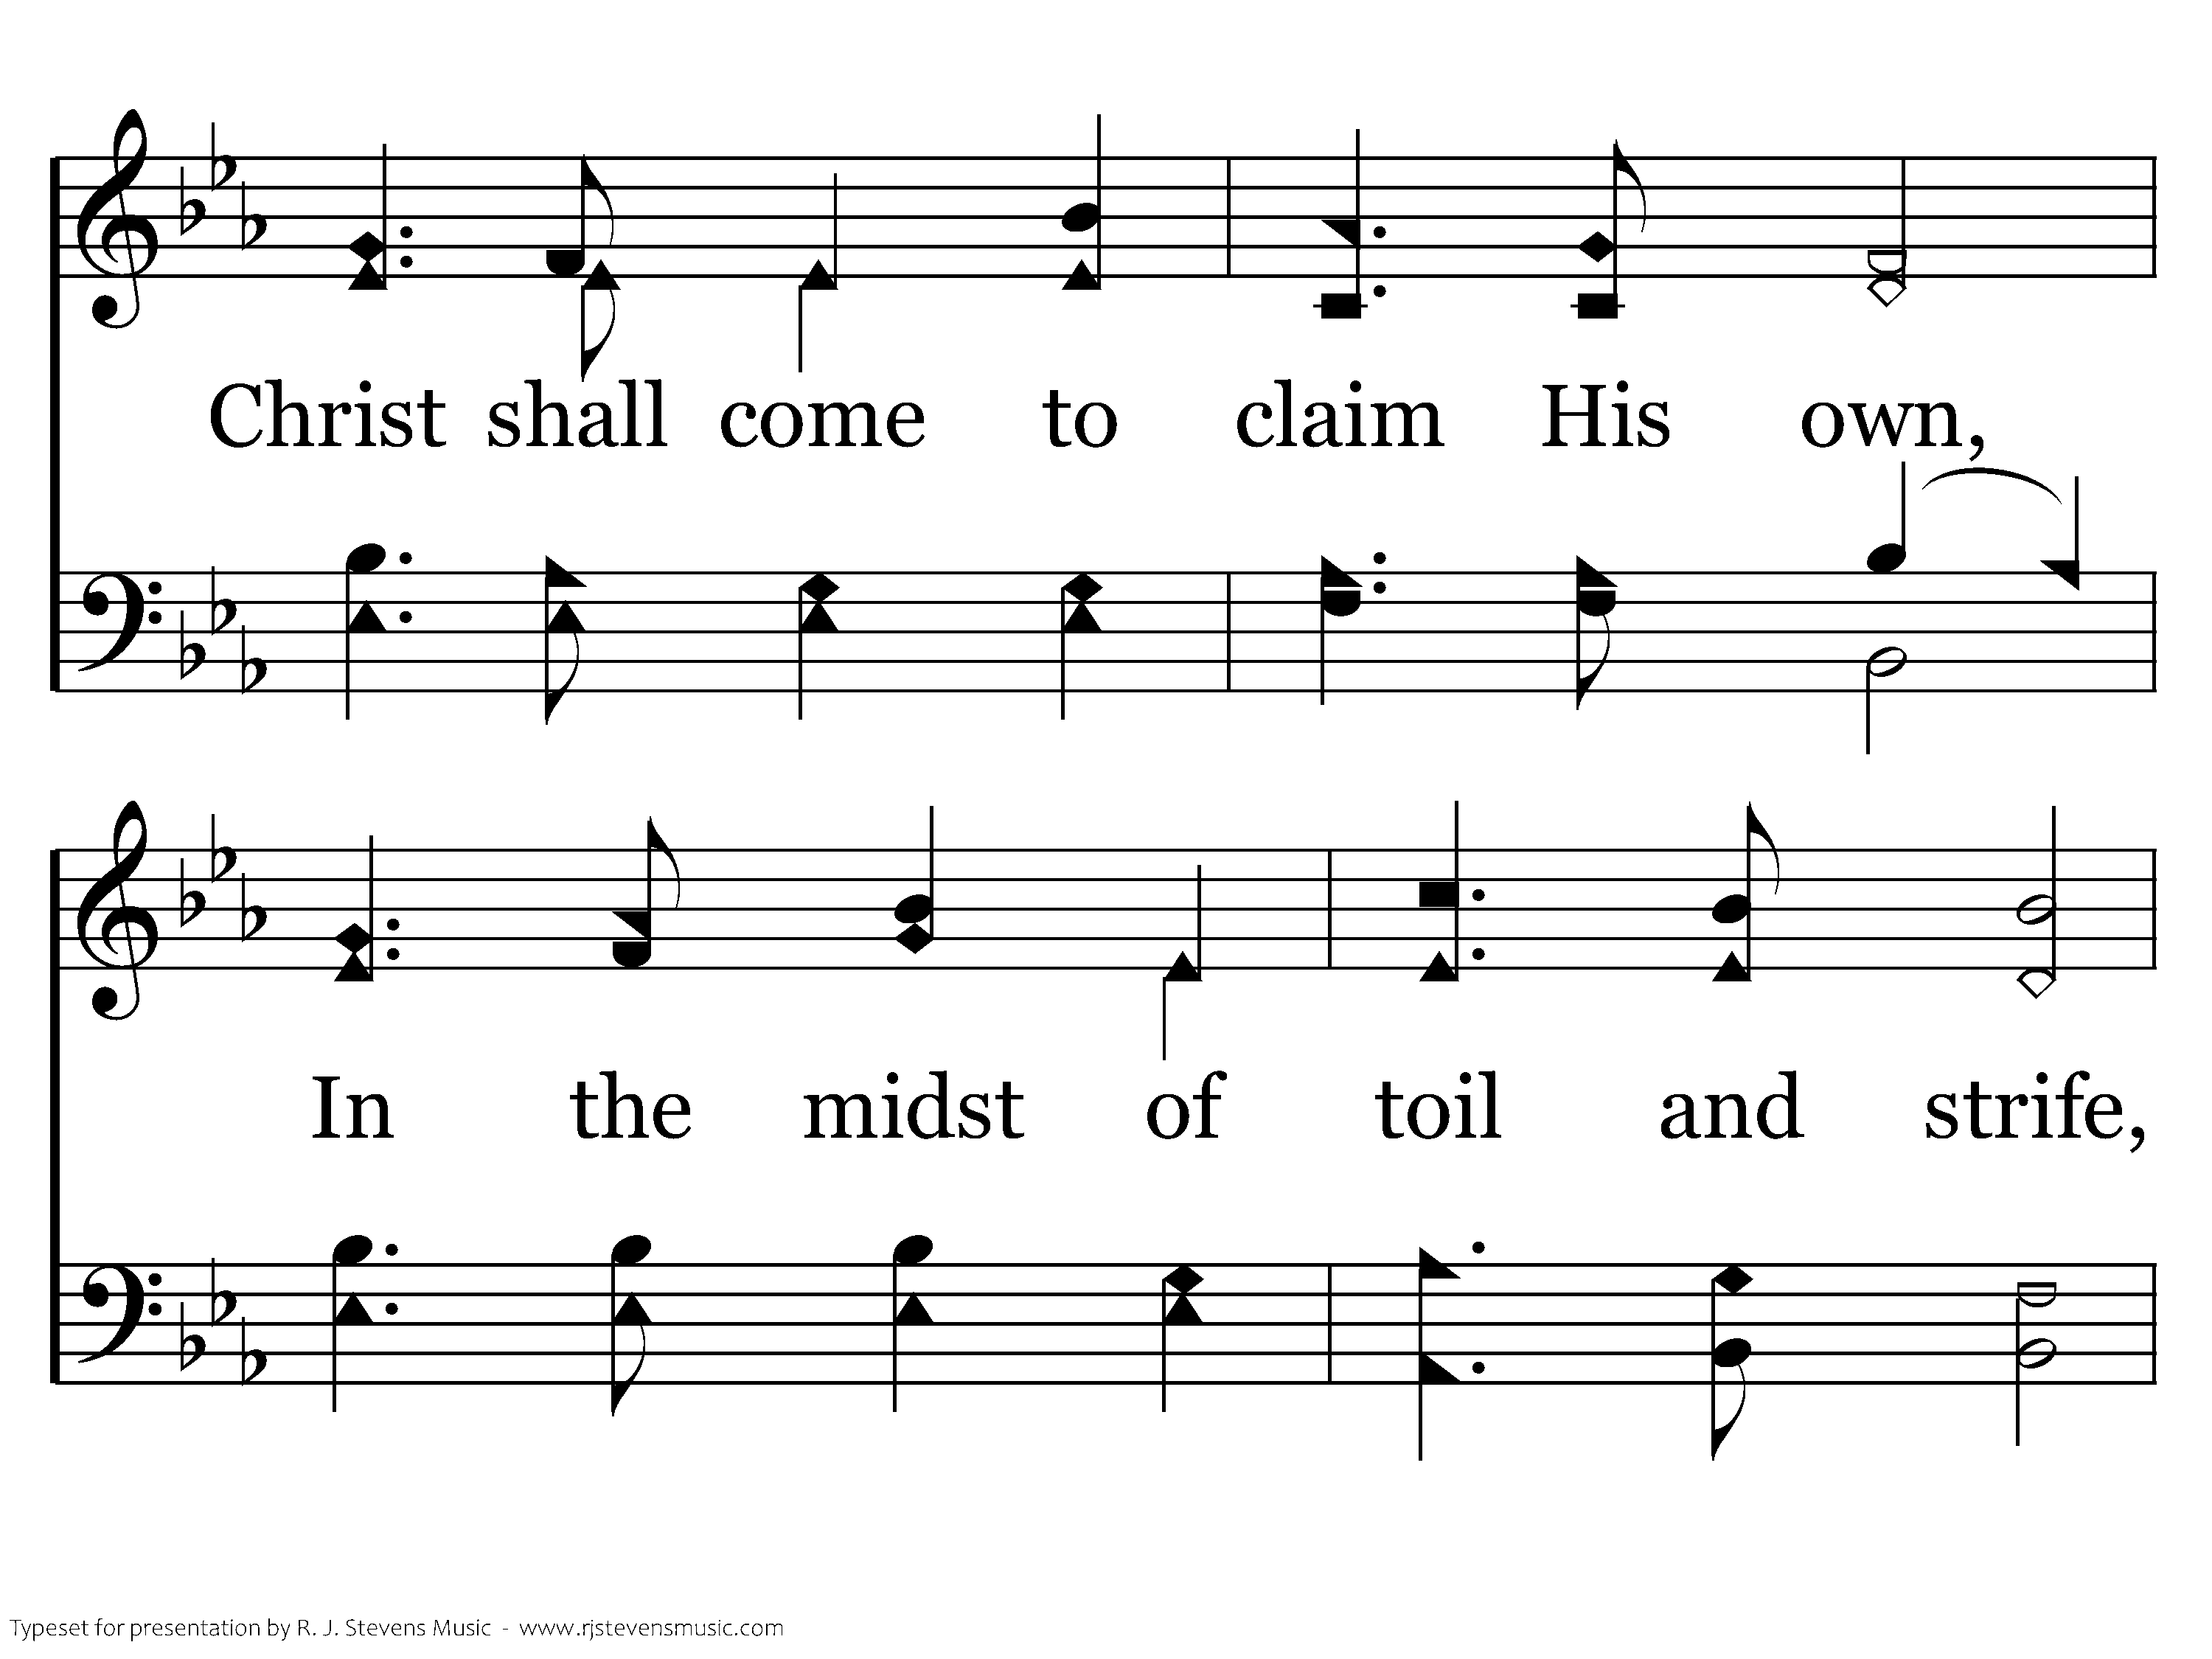 Christ shall come to claim His own,
In the midst of toil and strife,
Typeset for presentation by R. J. Stevens Music - www.rjstevensmusic.com